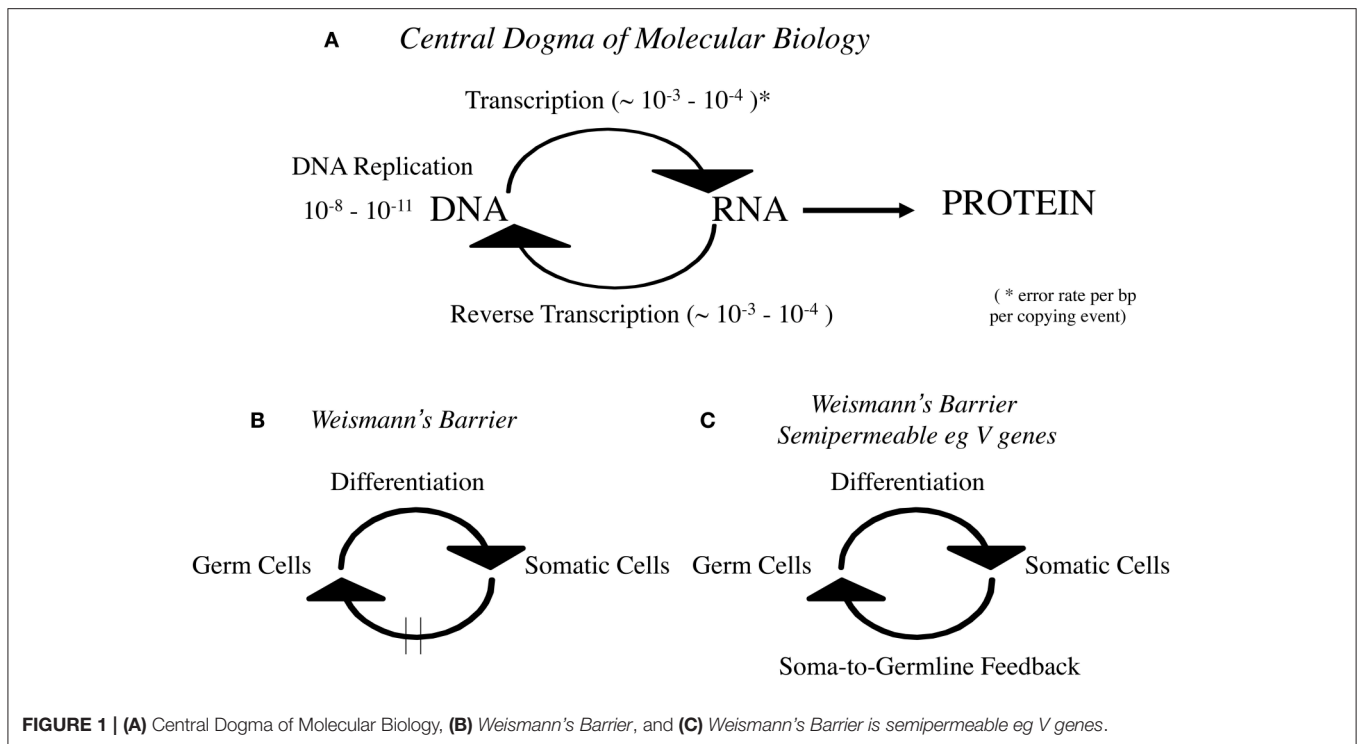 A Central Dogma of Molecular Biology
Transcription (~ 10⁻³ - 10⁻⁴ )*
DNA Replication
10⁻⁸ - 10⁻¹¹ DNA RNA PROTEIN
( * error rate per bp
per copying event)
Reverse Transcription (~ 10⁻³ - 10⁻⁴ )
B Weismann's Barrier
Differentiation
Germ Cells Somatic Cells
C Weismann's Barrier
Semipermeable eg V genes
Differentiation
Germ Cells Somatic Cells
Soma-to-Germline Feedback
FIGURE 1 | (A) Central Dogma of Molecular Biology, (B) Weismann's Barrier, and (C) Weismann's Barrier is semipermeable eg V genes.